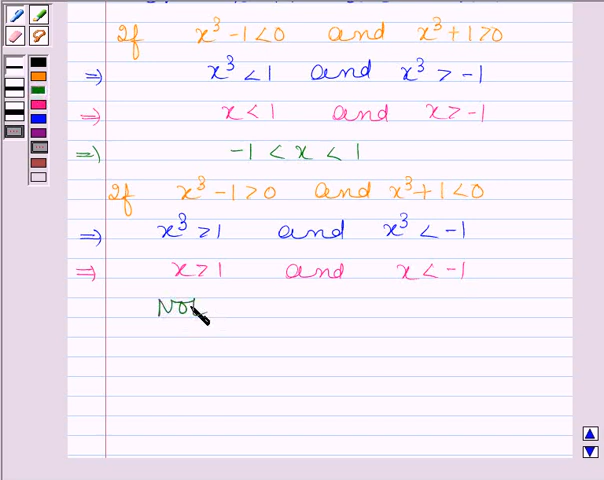 If x³ - 1 < 0 and x³ + 1 > 0
⇒ x³ < 1 and x³ > -1
⇒ x < 1 and x > -1
⇒ -1 < x < 1
If x³ - 1 > 0 and x³ + 1 < 0
⇒ x³ > 1 and x³ < -1
⇒ x > 1 and x < -1
Not